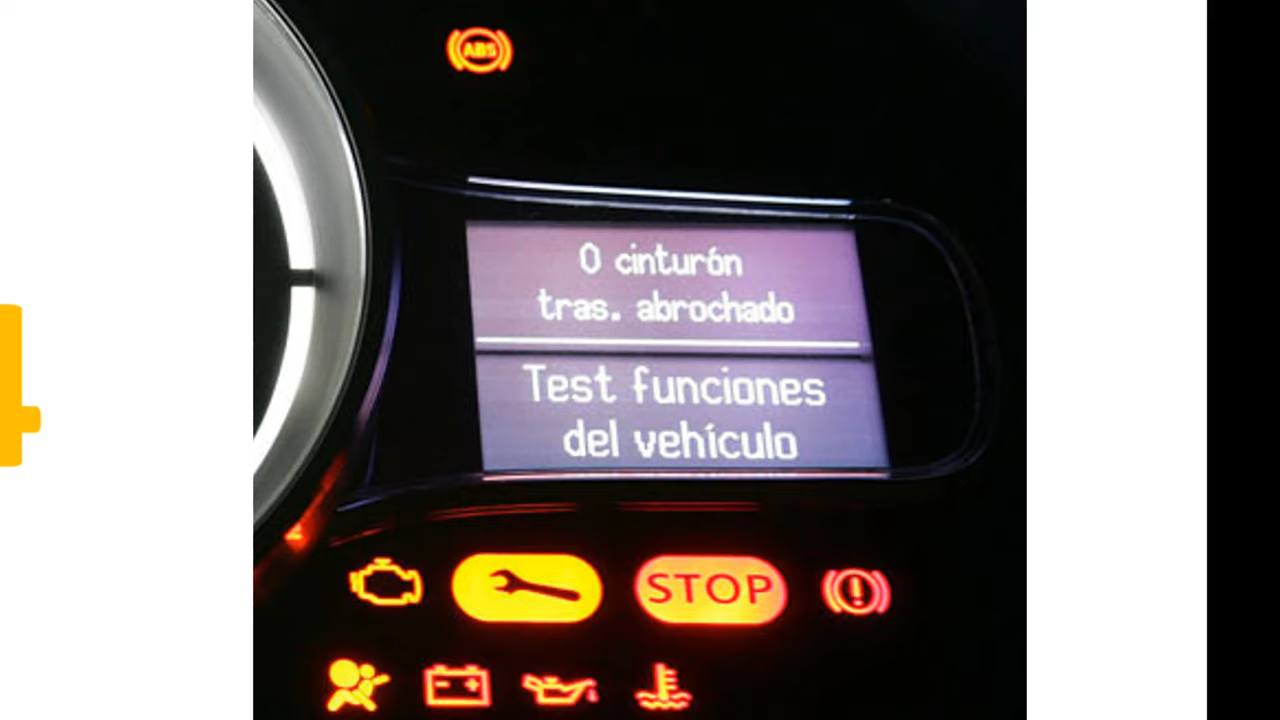 ABS
0 cinturón
tras. abrochado
Test funciones
del vehículo
STOP